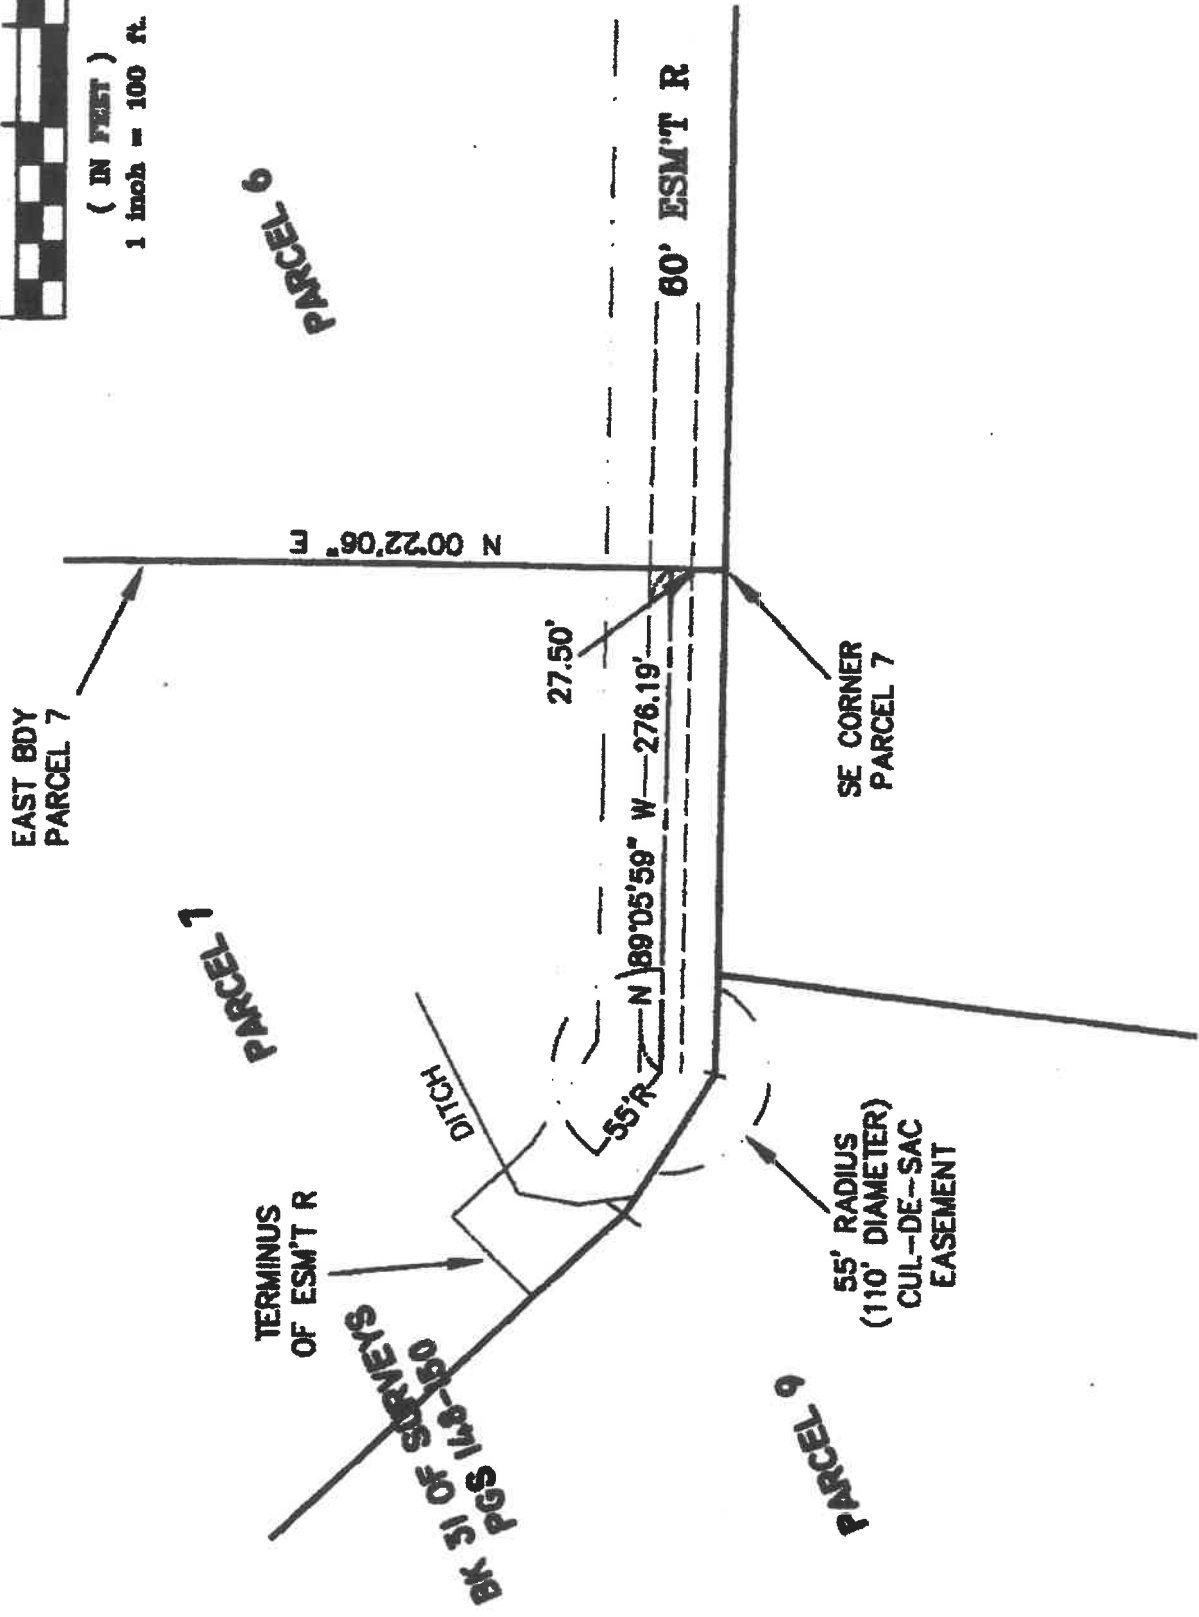 ( IN FEET )
1 inch = 100 ft.
PARCEL 6
60' ESM'T R
N 00°22'06" E
EAST BDY
PARCEL 7
27.50'
N 89°05'59" W 276.19'
SE CORNER
PARCEL 7
PARCEL 7
DITCH
55'R
TERMINUS
OF ESM'T R
55' RADIUS
(110' DIAMETER)
CUL-DE-SAC
EASEMENT
BK 31 OF SURVEYS
PGS 148-150
PARCEL 9